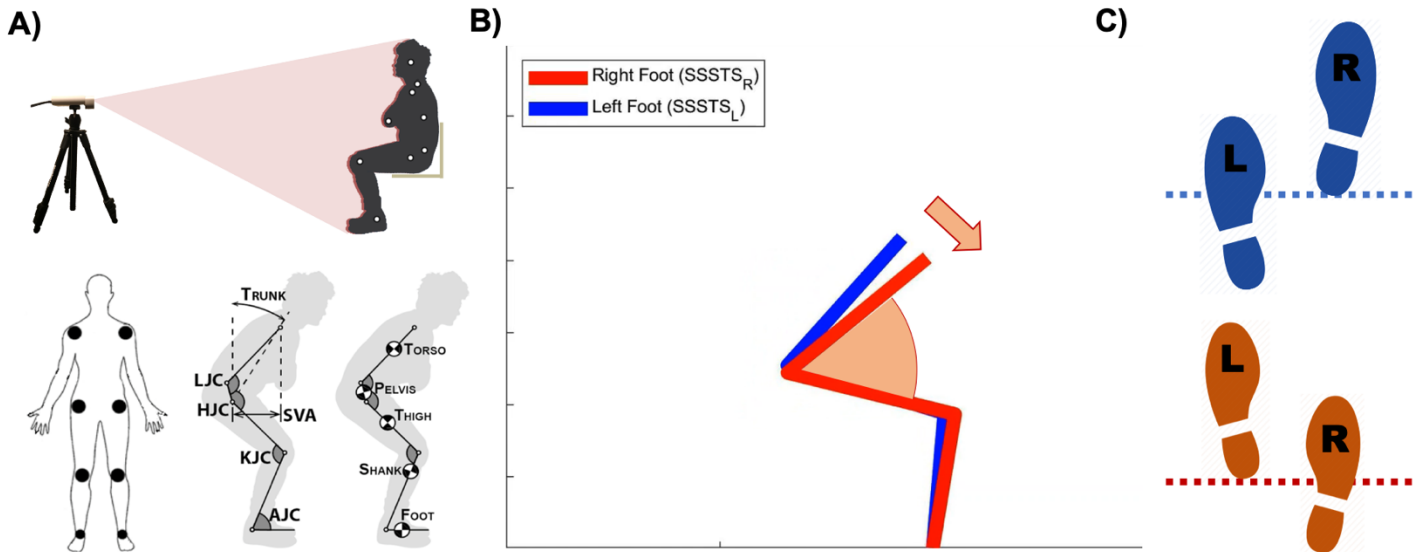 A)
TRUNK
LJC
HJC
SVA
KJC
AJC
TORSO
PELVIS
THIGH
SHANK
FOOT
B)
Right Foot (SSSTS_R)
Left Foot (SSSTS_L)
C)
R
L
L
R